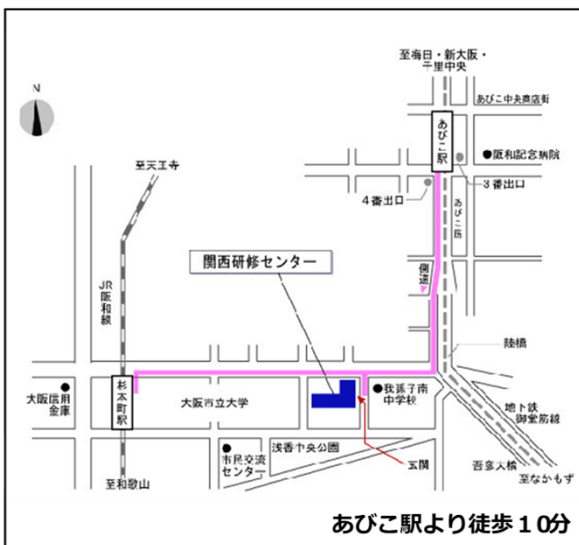 至梅田・新大阪・
千里中央
あびこ中央商店街
N
あびこ駅
阪和記念病院
至天王寺
3番出口
4番出口
あびこ筋
関西研修センター
側道
JR阪和線
陸橋
大阪信用
金庫
杉本町駅
大阪市立大学
我孫子南
中学校
地下鉄
御堂筋線
市民交流
センター
浅香中央公園
玄関
吾彦大橋
至和歌山
至なかもず
あびこ駅より徒歩10分